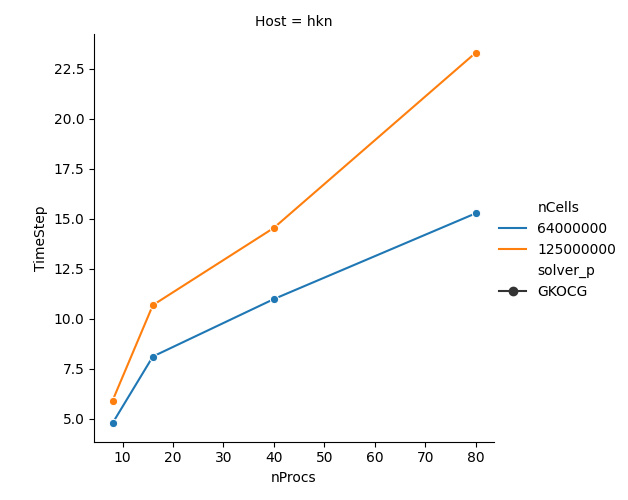 Host = hkn
22.5
20.0
17.5
15.0
12.5
10.0
7.5
5.0
TimeStep
10 20 30 40 50 60 70 80
nProcs
nCells
64000000
125000000
solver_p
GKOCG